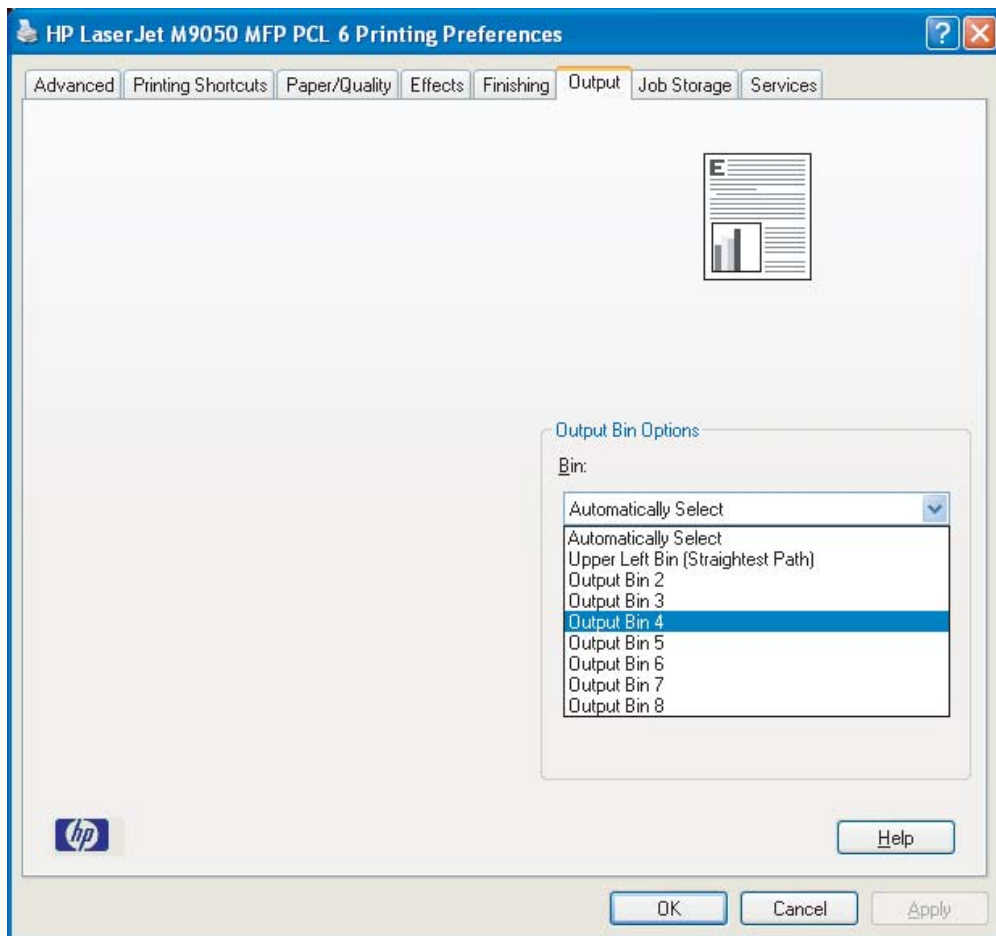 HP LaserJet M9050 MFP PCL 6 Printing Preferences
Advanced Printing Shortcuts Paper/Quality Effects Finishing Output Job Storage Services
E
Output Bin Options
Bin:
Automatically Select
Automatically Select
Upper Left Bin (Straightest Path)
Output Bin 2
Output Bin 3
Output Bin 4
Output Bin 5
Output Bin 6
Output Bin 7
Output Bin 8
hp
Help
OK Cancel Apply